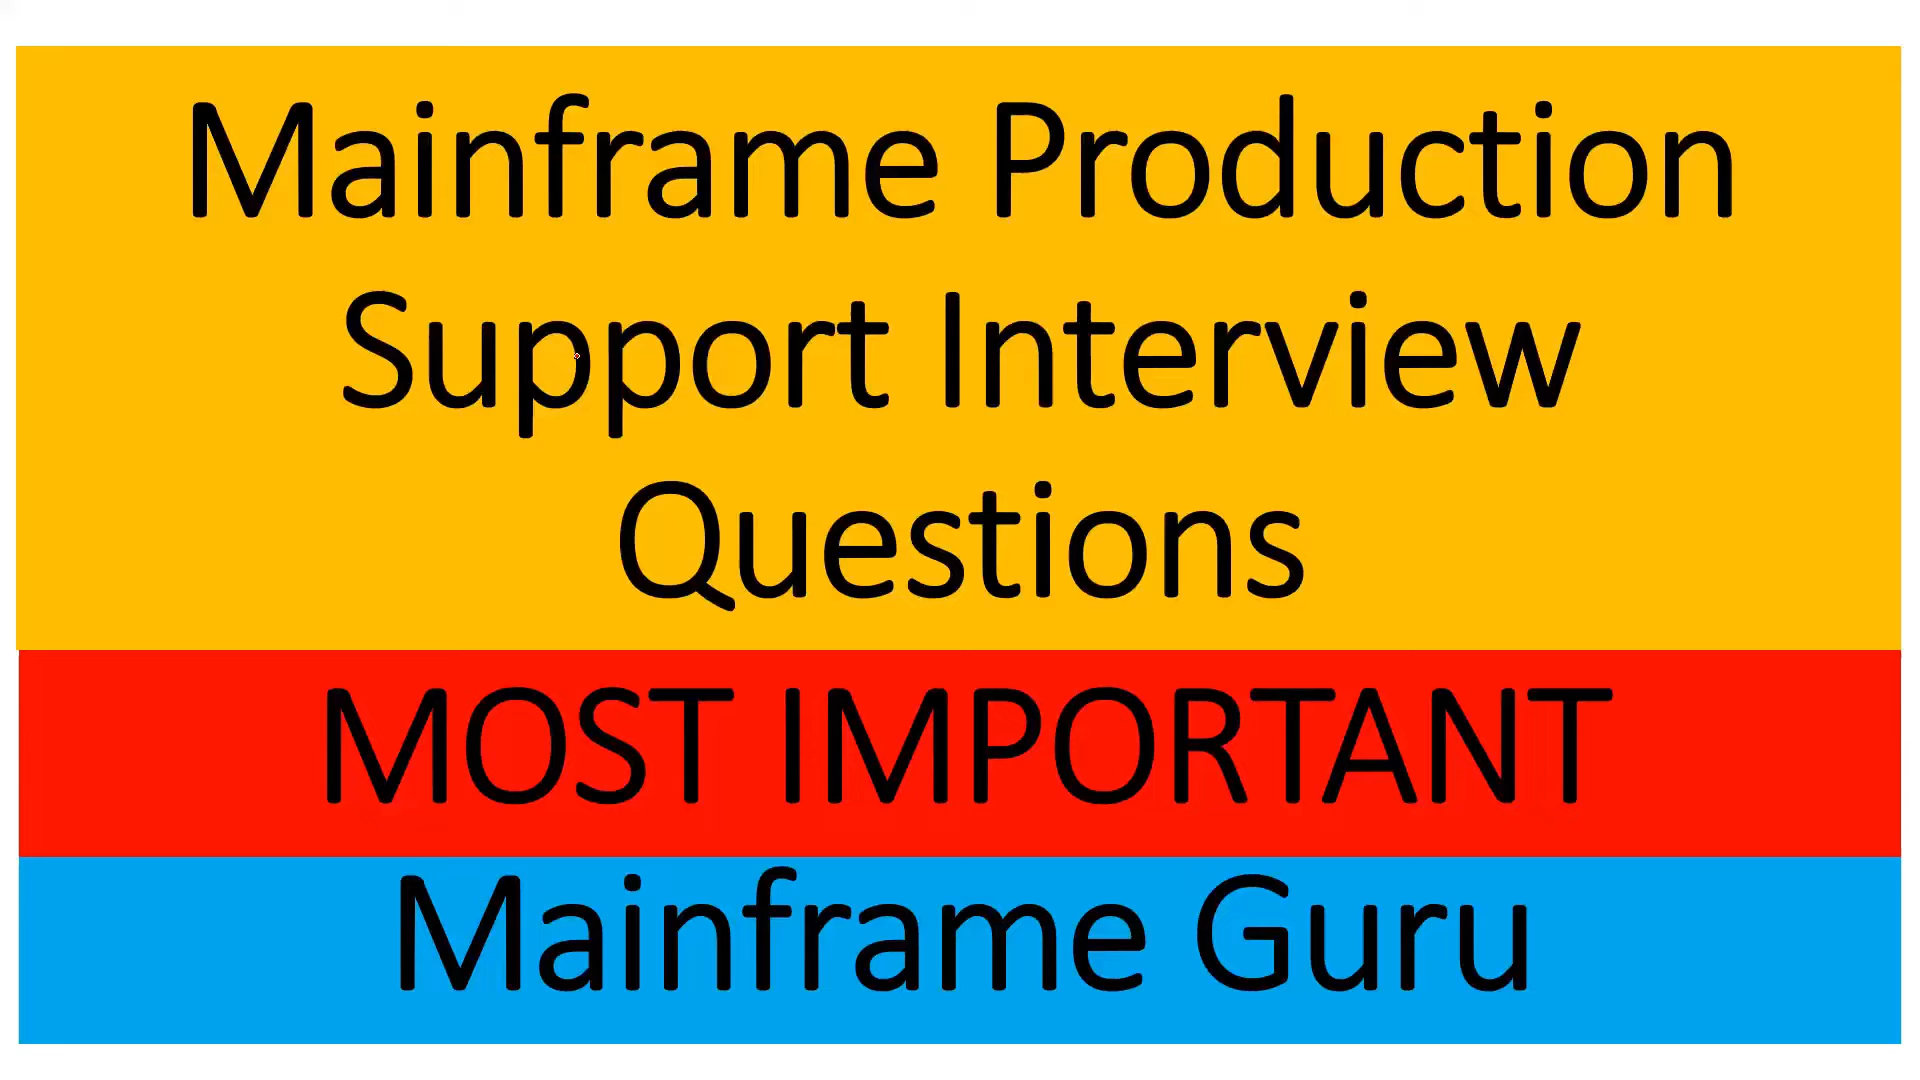 Mainframe Production
Support Interview
Questions
MOST IMPORTANT
Mainframe Guru